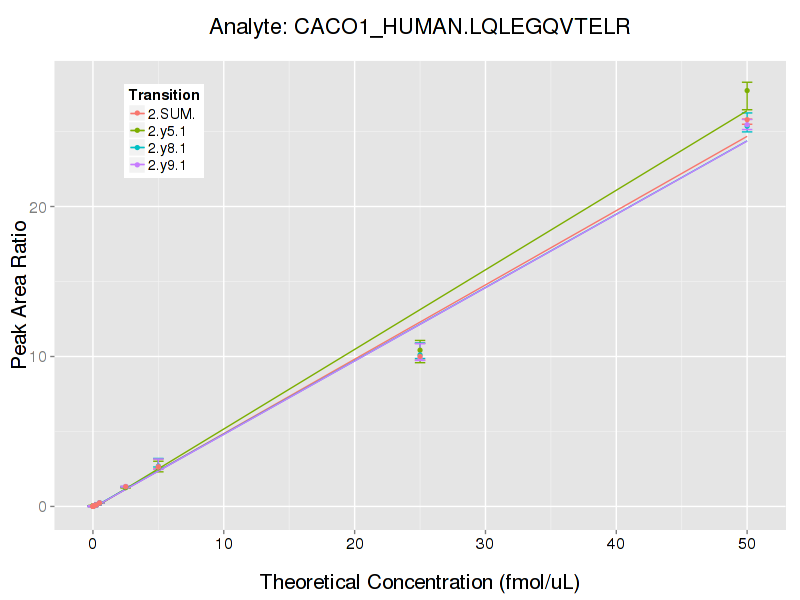 Analyte: CACO1_HUMAN.LQLEGQVTELR
Transition
2.SUM.
2.y5.1
2.y8.1
2.y9.1
Peak Area Ratio
20
10
0
0 10 20 30 40 50
Theoretical Concentration (fmol/uL)